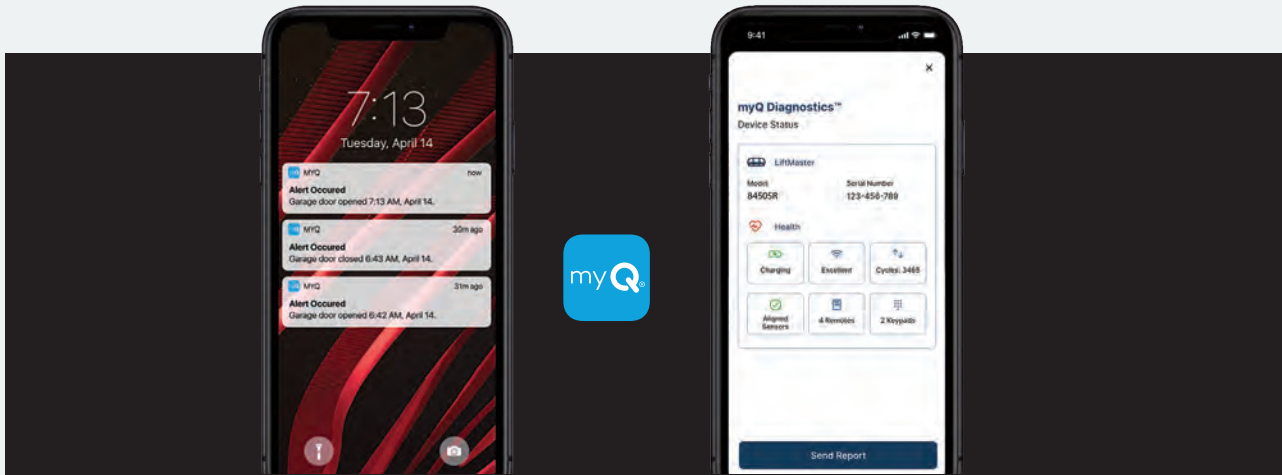 7:13
Tuesday, April 14
MYQ now
Alert Occured
Garage door opened 7:13 AM, April 14.
MYQ 30m ago
Alert Occured
Garage door closed 6:43 AM, April 14.
MYQ 31m ago
Alert Occured
Garage door opened 6:42 AM, April 14.
myQ®
9:41
myQ Diagnostics™
Device Status
LiftMaster
Model Serial Number
84505R 123-456-789
Health
Charging Excellent Cycles: 3465
Aligned Sensors 4 Remotes 2 Keypads
Send Report